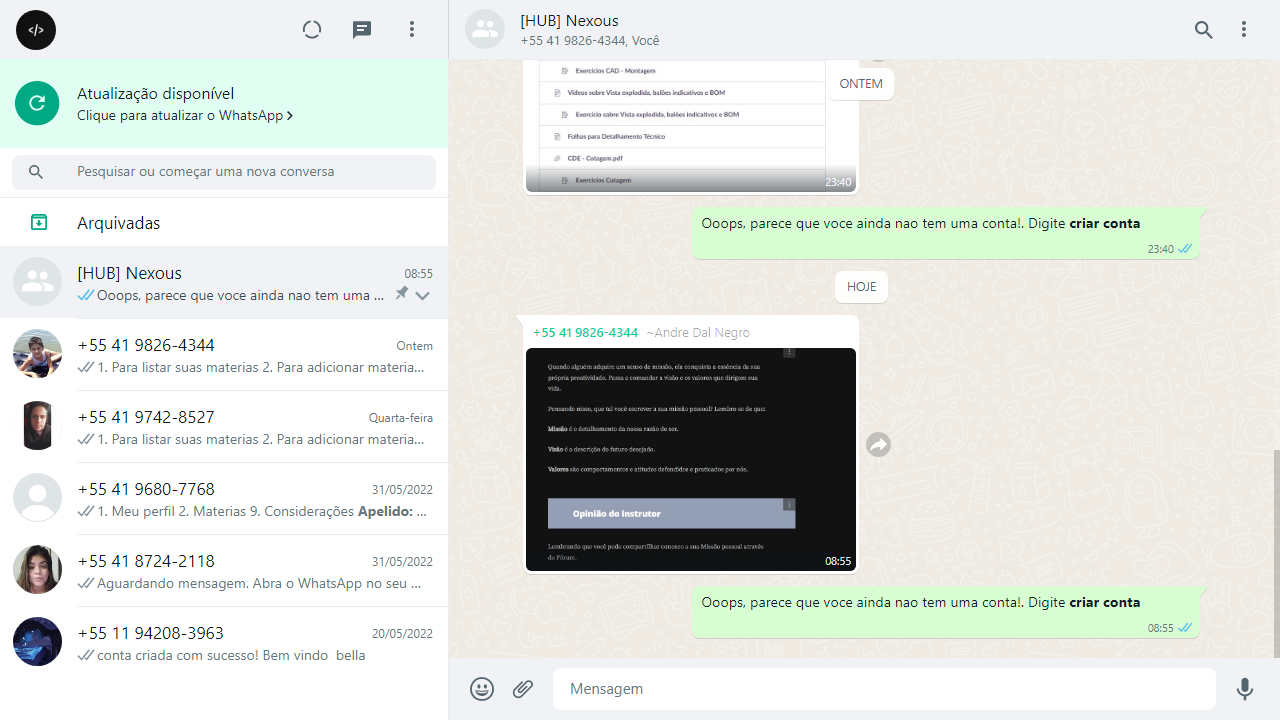 </>
Atualização disponível
Clique para atualizar o WhatsApp
Pesquisar ou começar uma nova conversa
Arquivadas
[HUB] Nexous
08:55
Ooops, parece que voce ainda nao tem uma ...
+55 41 9826-4344
Ontem
1. Para listar suas materias 2. Para adicionar materia...
+55 41 9742-8527
Quarta-feira
1. Para listar suas materias 2. Para adicionar materia...
+55 41 9680-7768
31/05/2022
1. Meu perfil 2. Materias 9. Considerações Apelido: ...
+55 41 8724-2118
31/05/2022
Aguardando mensagem. Abra o WhatsApp no seu ...
+55 11 94208-3963
20/05/2022
conta criada com sucesso! Bem vindo bella
[HUB] Nexous
+55 41 9826-4344, Você
ONTEM
Exercícios CAD - Montagem
Vídeos sobre Vista explodida, balões indicativos e BOM
Exercício sobre Vista explodida, balões indicativos e BOM
Folhas para Detalhamento Técnico
CDE - Cotagem.pdf
Exercícios Cotagem
23:40
Ooops, parece que voce ainda nao tem uma conta!. Digite criar conta
23:40
HOJE
+55 41 9826-4344 ~Andre Dal Negro
Quando alguém adquire um senso de missão, ela conquista a essência da sua
própria proatividade. Passa a comandar a visão e os valores que dirigem sua
vida.
Pensando nisso, que tal você escrever a sua missão pessoal? Lembre-se do que:
Missão é o detalhamento da nossa razão de ser.
Visão é a descrição do futuro desejado.
Valores são comportamentos e atitudes defendidos e praticados por nós.
Opinião do instrutor
Lembrando que você pode compartilhar conosco a sua Missão pessoal através
do Fórum.
08:55
Ooops, parece que voce ainda nao tem uma conta!. Digite criar conta
08:55
Mensagem